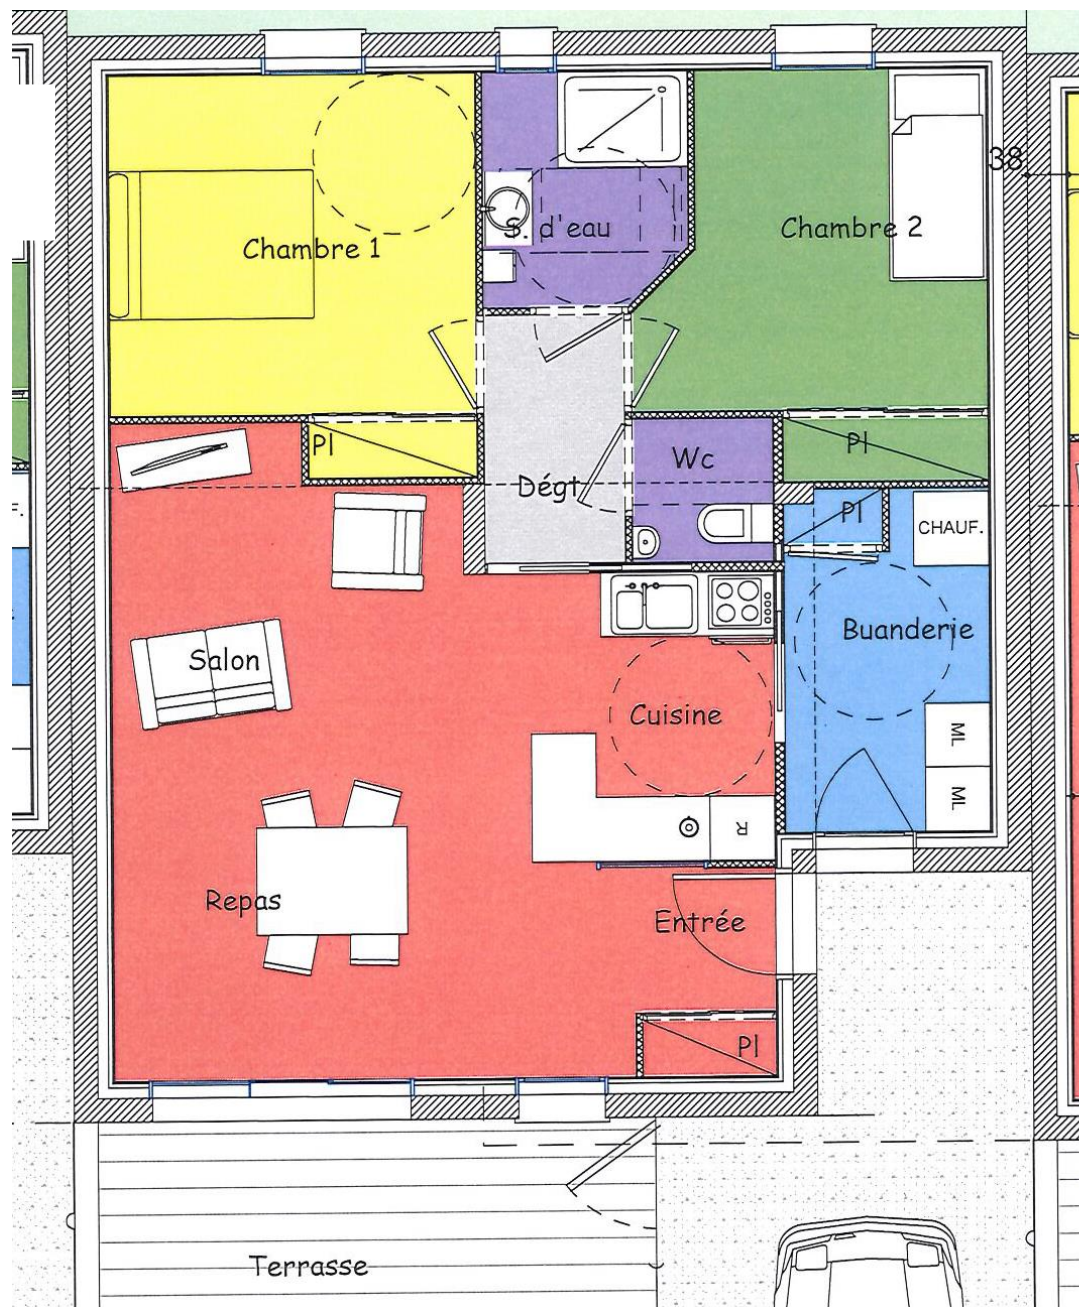 38
S. d'eau
Chambre 2
Chambre 1
Pl
Wc
Pl
Dégt
Pl
F.
CHAUF.
Buanderie
Salon
Cuisine
ML
ML
R
Repas
Entrée
Pl
Terrasse